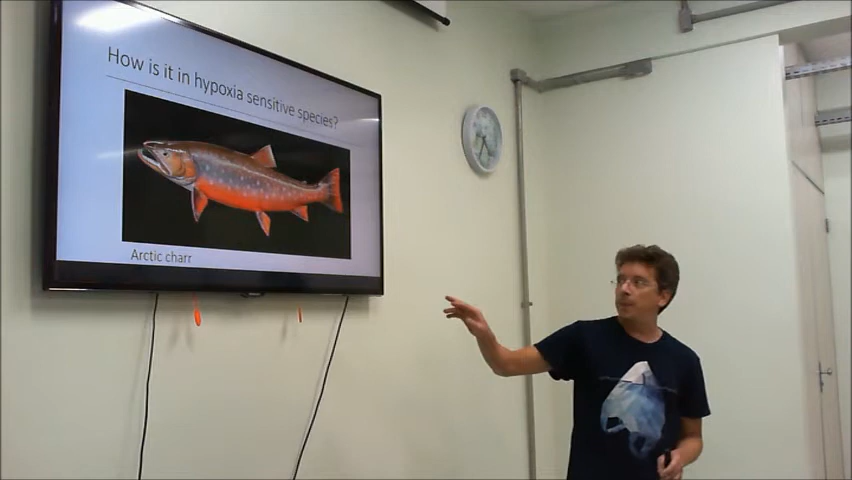 How is it in hypoxia sensitive species?
Arctic charr